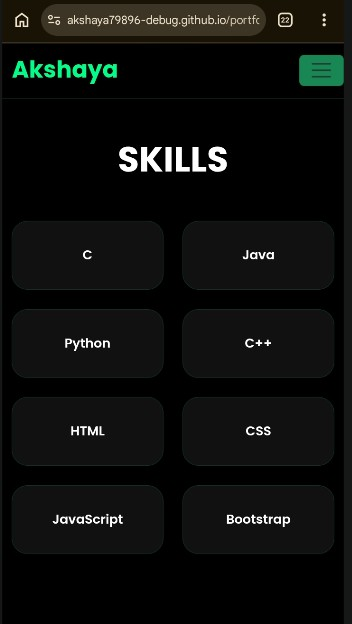 akshaya79896-debug.github.io/portfo
22
Akshaya
SKILLS
C
Java
Python
C++
HTML
CSS
JavaScript
Bootstrap